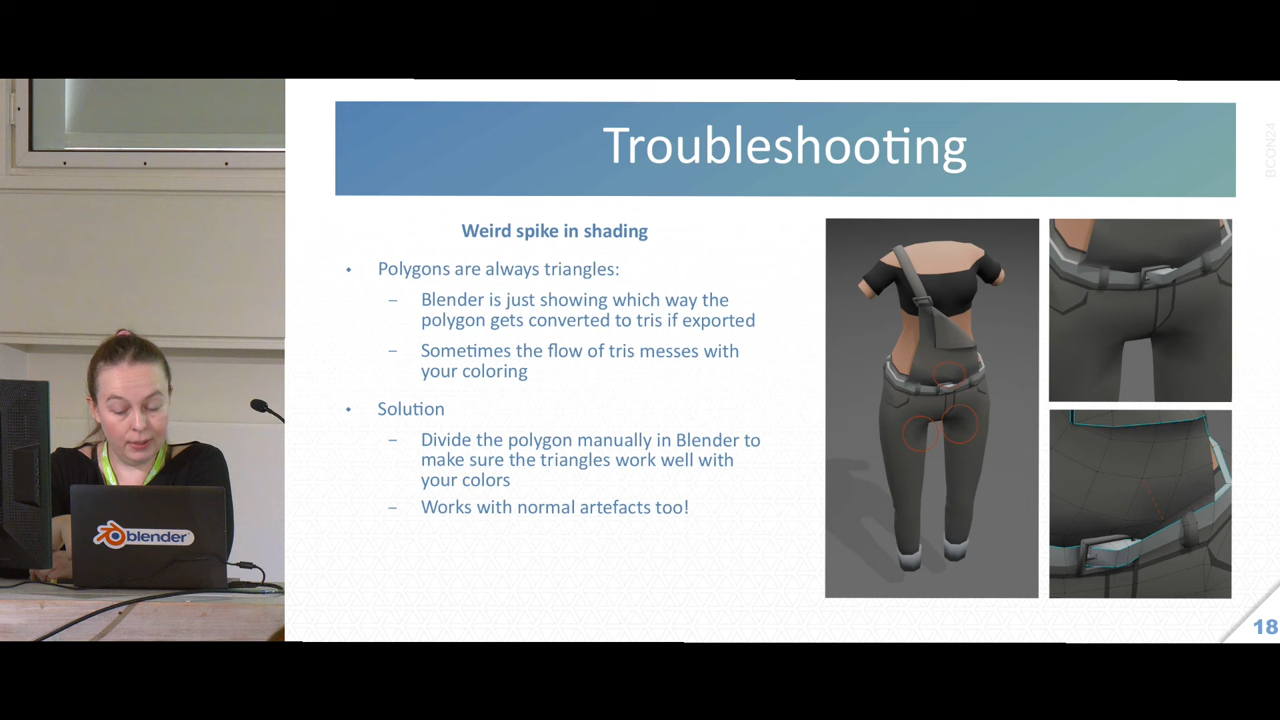 Troubleshooting
BCON24
Weird spike in shading
• Polygons are always triangles:
– Blender is just showing which way the
polygon gets converted to tris if exported
– Sometimes the flow of tris messes with
your coloring
• Solution
– Divide the polygon manually in Blender to
make sure the triangles work well with
your colors
– Works with normal artefacts too!
blender
18